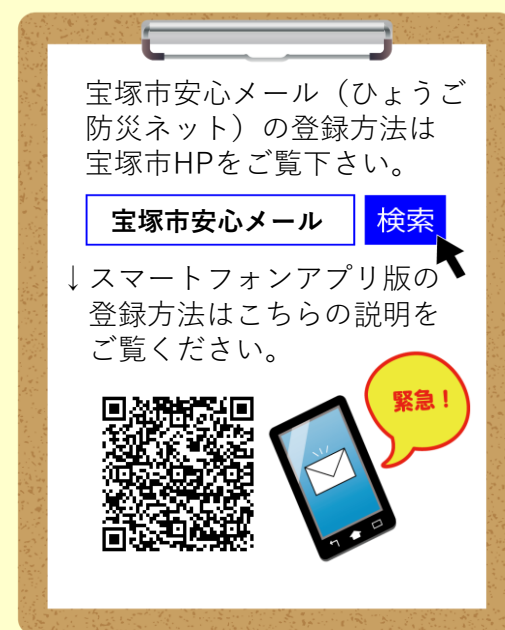 宝塚市安心メール（ひょうご
防災ネット）の登録方法は
宝塚市HPをご覧下さい。
宝塚市安心メール 検索
↓スマートフォンアプリ版の
登録方法はこちらの説明を
ご覧ください。
緊急！